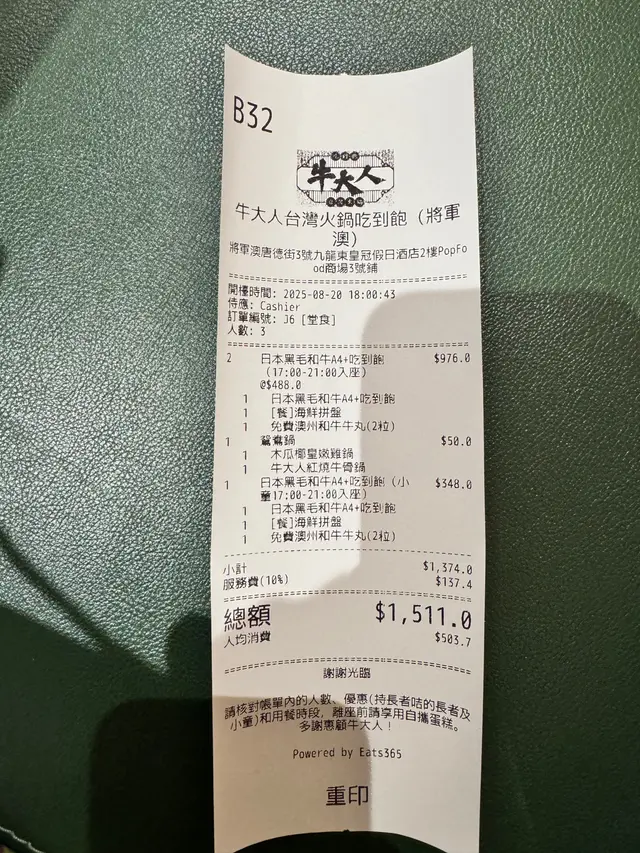 B32
牛大人
牛大人台灣火鍋吃到飽 (將軍
澳)
將軍澳唐德街3號九龍東皇冠假日酒店2樓PopFo
od商場3號鋪
開檯時間: 2025-08-20 18:00:43
侍應: Cashier
訂單編號: J6 [堂食]
人數: 3
2 日本黑毛和牛A4+吃到飽 $976.0
(17:00-21:00入座)
@$488.0
1 日本黑毛和牛A4+吃到飽
1 [餐]海鮮拼盤
1 免費澳州和牛牛丸(2粒)
1 鴛鴦鍋 $50.0
1 木瓜椰皇嫩雞鍋
1 牛大人紅燒牛骨鍋
1 日本黑毛和牛A4+吃到飽 (小 $348.0
童17:00-21:00入座)
1 日本黑毛和牛A4+吃到飽
1 [餐]海鮮拼盤
1 免費澳州和牛牛丸(2粒)
小計 $1,374.0
服務費(10%) $137.4
總額 $1,511.0
人均消費 $503.7
謝謝光臨
請核對帳單內的人數、優惠(持長者咭的長者及
小童)和用餐時段, 離座前請享用自攜蛋糕。
多謝惠顧牛大人!
Powered by Eats365
重印